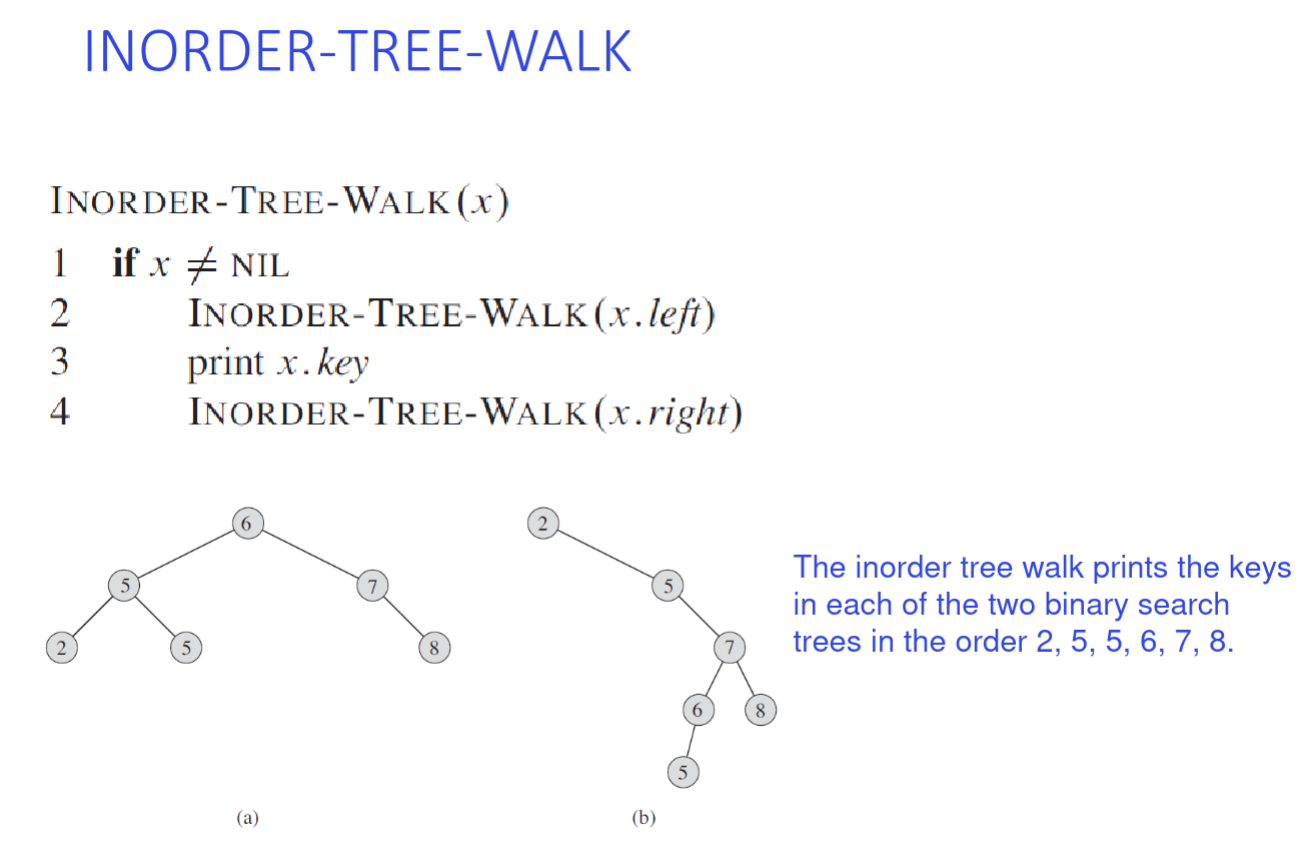 INORDER-TREE-WALK
INORDER-TREE-WALK(x)
1 if x ≠ NIL
2 INORDER-TREE-WALK(x.left)
3 print x.key
4 INORDER-TREE-WALK(x.right)
6
5 7
2 5 8
(a)
2
5
7
6 8
5
(b)
The inorder tree walk prints the keys
in each of the two binary search
trees in the order 2, 5, 5, 6, 7, 8.